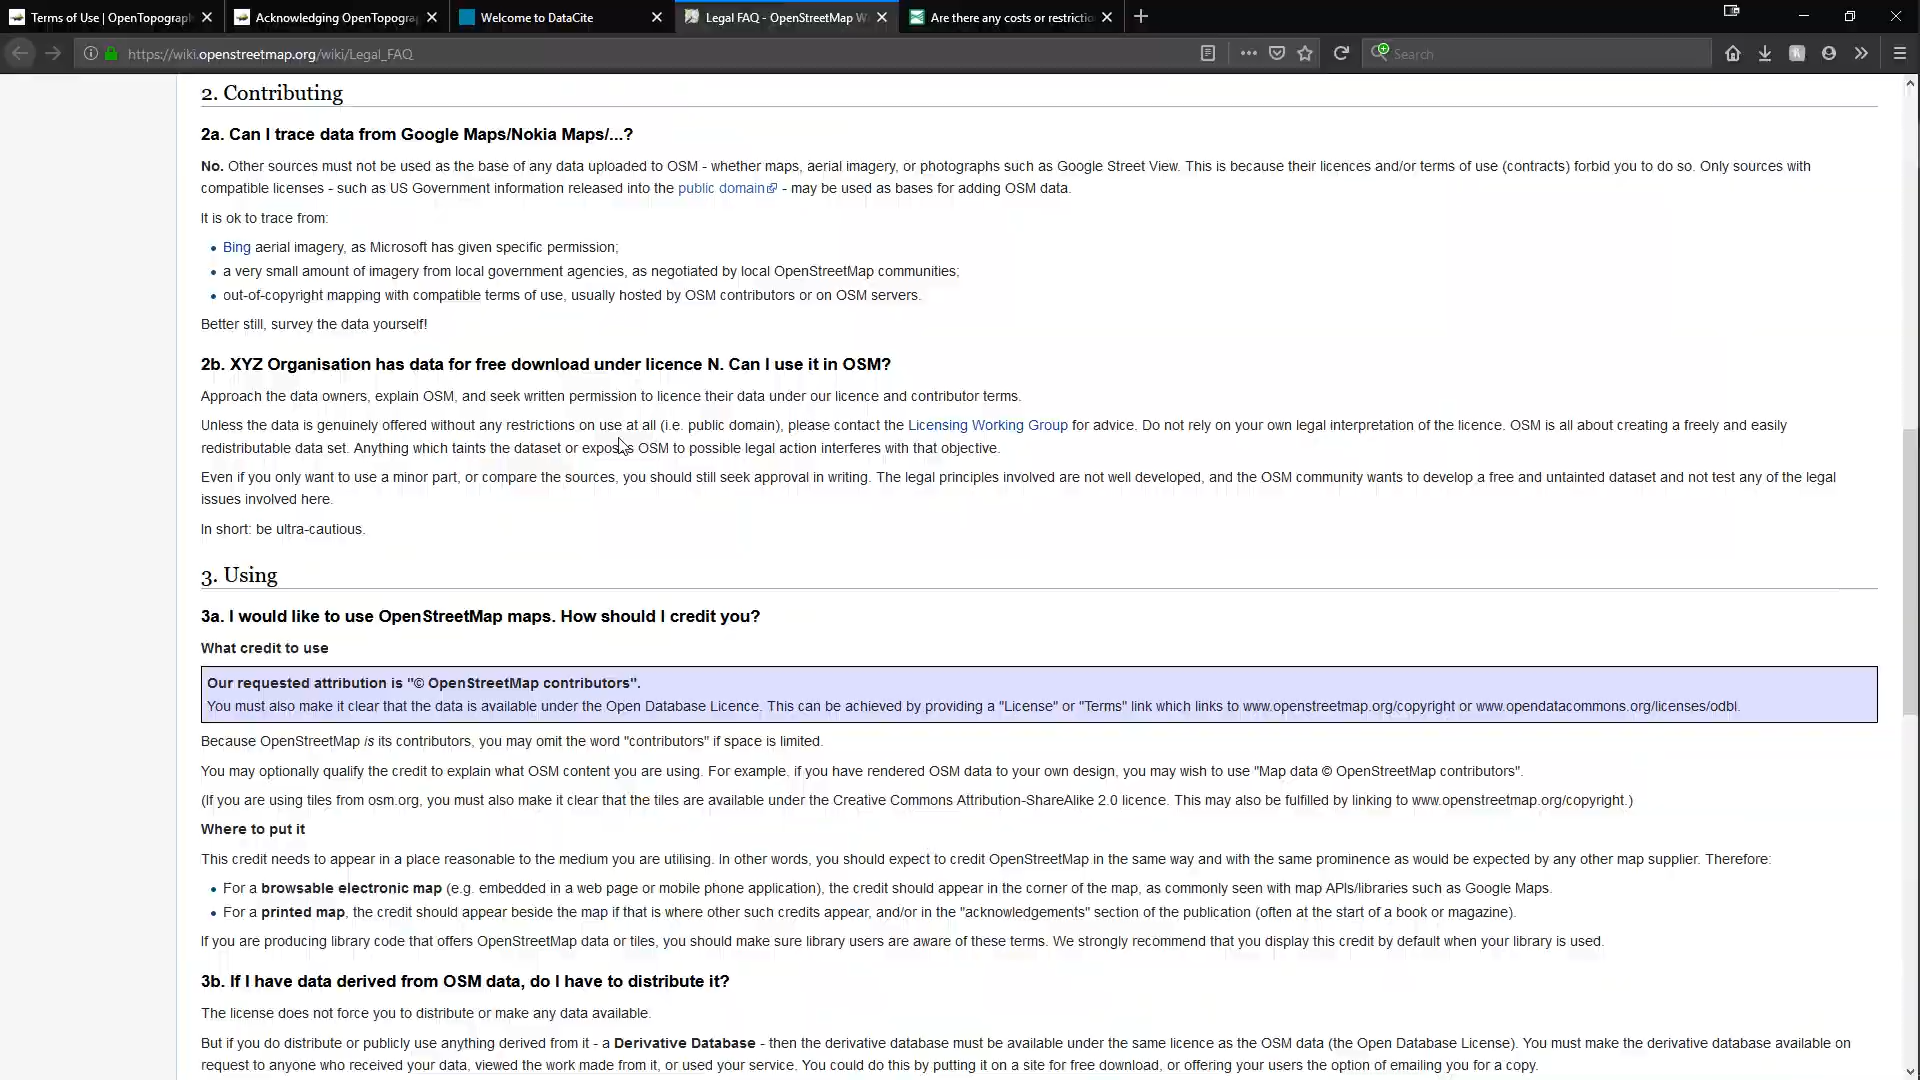 Terms of Use | OpenTopograph
Acknowledging OpenTopogra
Welcome to DataCite
Legal FAQ - OpenStreetMap W
Are there any costs or restrictio
https://wiki.openstreetmap.org/wiki/Legal_FAQ
Search
2. Contributing
2a. Can I trace data from Google Maps/Nokia Maps/...?
No. Other sources must not be used as the base of any data uploaded to OSM - whether maps, aerial imagery, or photographs such as Google Street View. This is because their licences and/or terms of use (contracts) forbid you to do so. Only sources with
compatible licenses - such as US Government information released into the public domain - may be used as bases for adding OSM data.
It is ok to trace from:
• Bing aerial imagery, as Microsoft has given specific permission;
• a very small amount of imagery from local government agencies, as negotiated by local OpenStreetMap communities;
• out-of-copyright mapping with compatible terms of use, usually hosted by OSM contributors or on OSM servers.
Better still, survey the data yourself!
2b. XYZ Organisation has data for free download under licence N. Can I use it in OSM?
Approach the data owners, explain OSM, and seek written permission to licence their data under our licence and contributor terms.
Unless the data is genuinely offered without any restrictions on use at all (i.e. public domain), please contact the Licensing Working Group for advice. Do not rely on your own legal interpretation of the licence. OSM is all about creating a freely and easily
redistributable data set. Anything which taints the dataset or exposes OSM to possible legal action interferes with that objective.
Even if you only want to use a minor part, or compare the sources, you should still seek approval in writing. The legal principles involved are not well developed, and the OSM community wants to develop a free and untainted dataset and not test any of the legal
issues involved here.
In short: be ultra-cautious.
3. Using
3a. I would like to use OpenStreetMap maps. How should I credit you?
What credit to use
Our requested attribution is "© OpenStreetMap contributors".
You must also make it clear that the data is available under the Open Database Licence. This can be achieved by providing a "License" or "Terms" link which links to www.openstreetmap.org/copyright or www.opendatacommons.org/licenses/odbl.
Because OpenStreetMap is its contributors, you may omit the word "contributors" if space is limited.
You may optionally qualify the credit to explain what OSM content you are using. For example, if you have rendered OSM data to your own design, you may wish to use "Map data © OpenStreetMap contributors".
(If you are using tiles from osm.org, you must also make it clear that the tiles are available under the Creative Commons Attribution-ShareAlike 2.0 licence. This may also be fulfilled by linking to www.openstreetmap.org/copyright.)
Where to put it
This credit needs to appear in a place reasonable to the medium you are utilising. In other words, you should expect to credit OpenStreetMap in the same way and with the same prominence as would be expected by any other map supplier. Therefore:
• For a browsable electronic map (e.g. embedded in a web page or mobile phone application), the credit should appear in the corner of the map, as commonly seen with map APIs/libraries such as Google Maps.
• For a printed map, the credit should appear beside the map if that is where other such credits appear, and/or in the "acknowledgements" section of the publication (often at the start of a book or magazine).
If you are producing library code that offers OpenStreetMap data or tiles, you should make sure library users are aware of these terms. We strongly recommend that you display this credit by default when your library is used.
3b. If I have data derived from OSM data, do I have to distribute it?
The license does not force you to distribute or make any data available.
But if you do distribute or publicly use anything derived from it - a Derivative Database - then the derivative database must be available under the same licence as the OSM data (the Open Database License). You must make the derivative database available on
request to anyone who received your data, viewed the work made from it, or used your service. You could do this by putting it on a site for free download, or offering your users the option of emailing you for a copy.